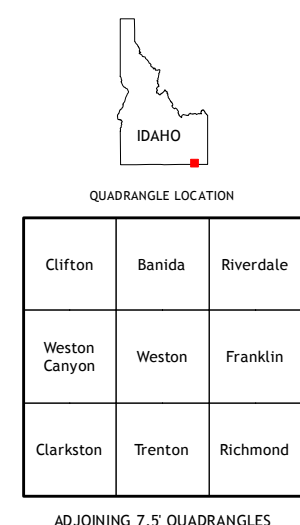 IDAHO
QUADRANGLE LOCATION
Clifton
Banida
Riverdale
Weston
Canyon
Weston
Franklin
Clarkston
Trenton
Richmond
ADJOINING 7.5' QUADRANGLES